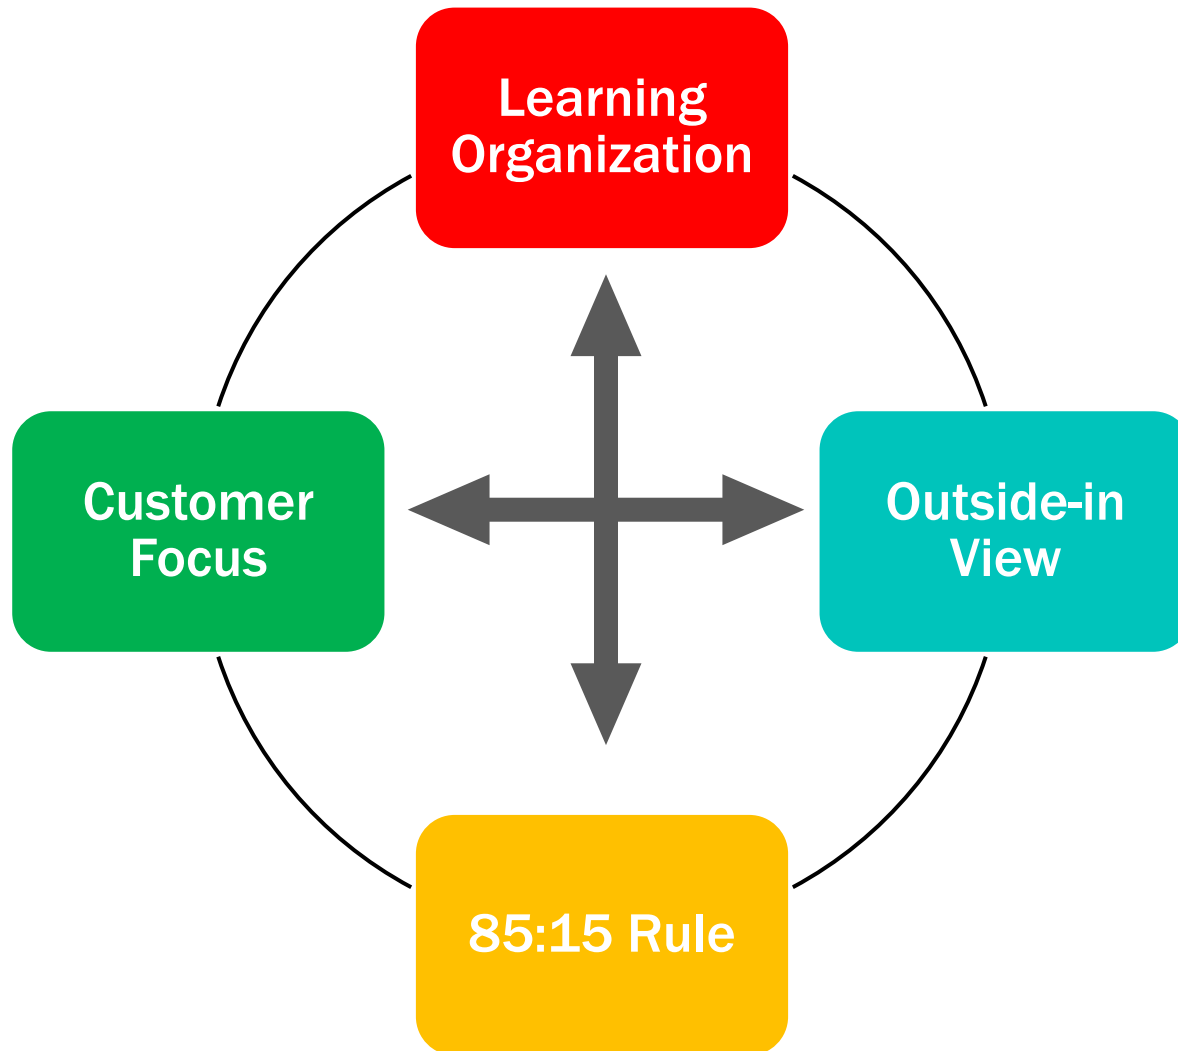 Learning
Organization
Customer
Focus
Outside-in
View
85:15 Rule